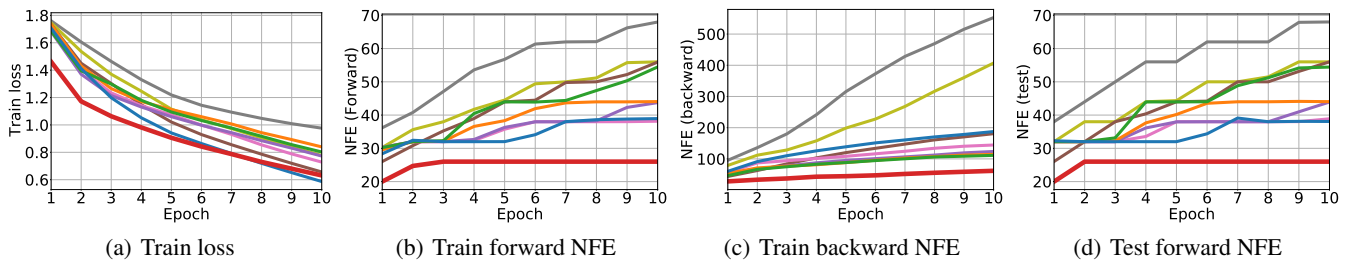 Train loss
1.8
1.6
1.4
1.2
1.0
0.8
0.6
1 2 3 4 5 6 7 8 9 10
Epoch
(a) Train loss
NFE (Forward)
70
60
50
40
30
20
1 2 3 4 5 6 7 8 9 10
Epoch
(b) Train forward NFE
NFE (backward)
500
400
300
200
100
1 2 3 4 5 6 7 8 9 10
Epoch
(c) Train backward NFE
NFE (test)
70
60
50
40
30
20
1 2 3 4 5 6 7 8 9 10
Epoch
(d) Test forward NFE